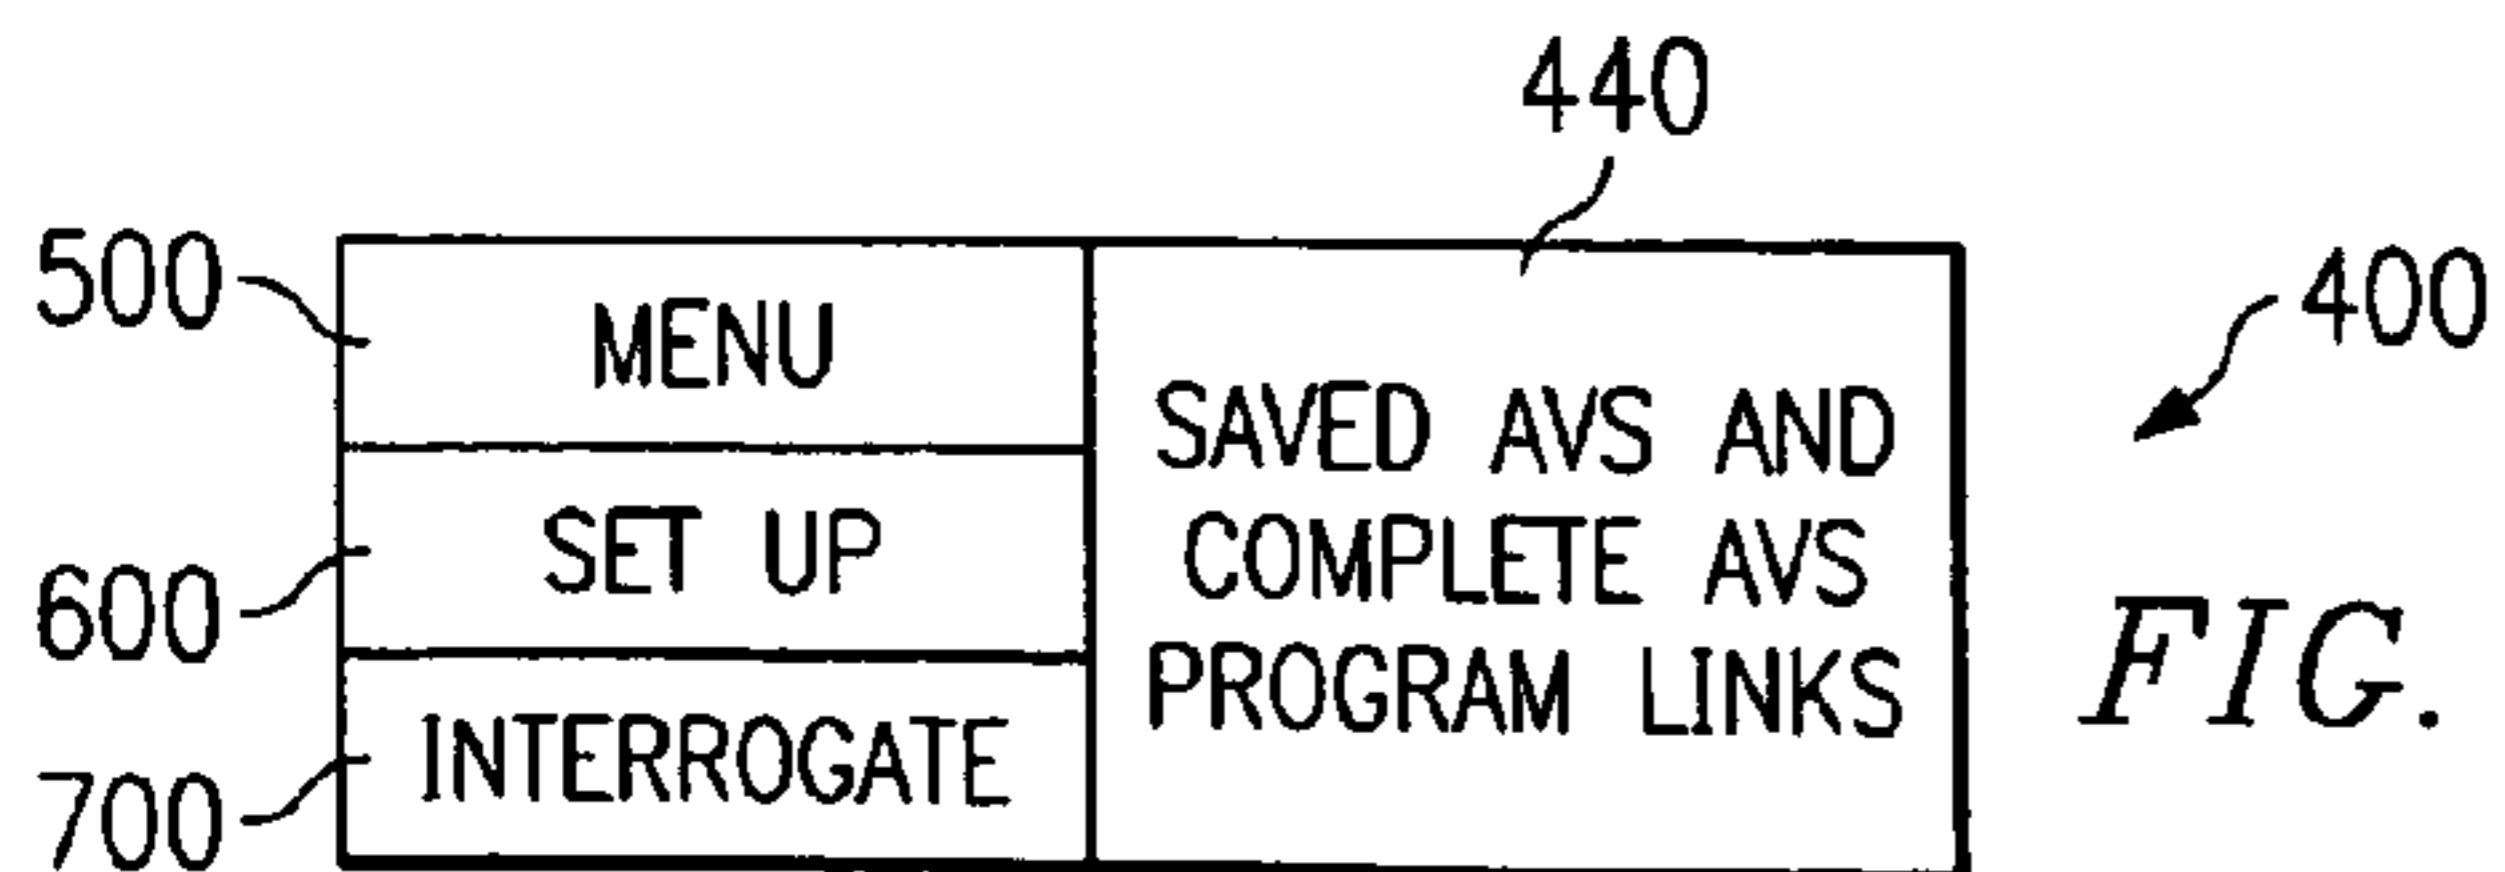 440
500
MENU
400
SAVED AVS AND
COMPLETE AVS
PROGRAM LINKS
600
SET UP
FIG.
700
INTERROGATE